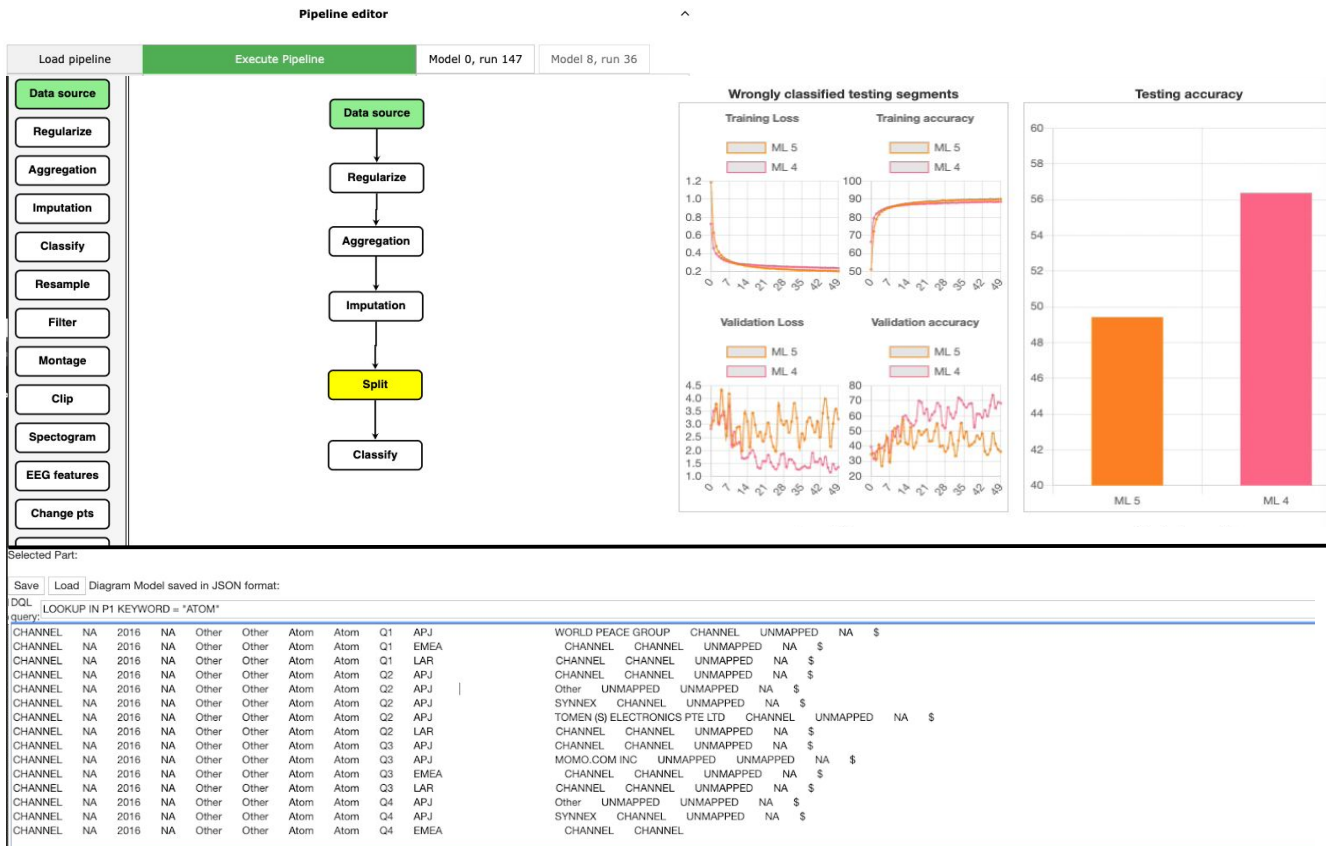 Pipeline editor
Load pipeline
Execute Pipeline
Model 0, run 147
Model 8, run 36
Data source
Regularize
Aggregation
Imputation
Classify
Resample
Filter
Montage
Clip
Spectogram
EEG features
Change pts
Data source
Regularize
Aggregation
Imputation
Split
Classify
Wrongly classified testing segments
Training Loss
ML 5
ML 4
1.2
1.0
0.8
0.6
0.4
0.2
0 7 14 21 28 35 42 49
Training accuracy
ML 5
ML 4
100
90
80
70
60
50
0 7 14 21 28 35 42 49
Validation Loss
ML 5
ML 4
4.5
4.0
3.5
3.0
2.5
2.0
1.5
1.0
0 7 14 21 28 35 42 49
Validation accuracy
ML 5
ML 4
80
70
60
50
40
30
20
0 7 14 21 28 35 42 49
Testing accuracy
60
58
56
54
52
50
48
46
44
42
40
ML 5 ML 4
Selected Part:
Save Load Diagram Model saved in JSON format:
DQL query: LOOKUP IN P1 KEYWORD = "ATOM"
CHANNEL NA 2016 NA Other Other Atom Atom Q1 APJ WORLD PEACE GROUP CHANNEL UNMAPPED NA $
CHANNEL NA 2016 NA Other Other Atom Atom Q1 EMEA CHANNEL CHANNEL UNMAPPED NA $
CHANNEL NA 2016 NA Other Other Atom Atom Q1 LAR CHANNEL CHANNEL UNMAPPED NA $
CHANNEL NA 2016 NA Other Other Atom Atom Q2 APJ CHANNEL CHANNEL UNMAPPED NA $
CHANNEL NA 2016 NA Other Other Atom Atom Q2 APJ Other UNMAPPED UNMAPPED NA $
CHANNEL NA 2016 NA Other Other Atom Atom Q2 APJ SYNNEX CHANNEL UNMAPPED NA $
CHANNEL NA 2016 NA Other Other Atom Atom Q2 APJ TOMEN (S) ELECTRONICS PTE LTD CHANNEL UNMAPPED NA $
CHANNEL NA 2016 NA Other Other Atom Atom Q2 LAR CHANNEL CHANNEL UNMAPPED NA $
CHANNEL NA 2016 NA Other Other Atom Atom Q3 APJ CHANNEL CHANNEL UNMAPPED NA $
CHANNEL NA 2016 NA Other Other Atom Atom Q3 APJ MOMO.COM INC UNMAPPED UNMAPPED NA $
CHANNEL NA 2016 NA Other Other Atom Atom Q3 EMEA CHANNEL CHANNEL UNMAPPED NA $
CHANNEL NA 2016 NA Other Other Atom Atom Q3 LAR CHANNEL CHANNEL UNMAPPED NA $
CHANNEL NA 2016 NA Other Other Atom Atom Q4 APJ Other UNMAPPED UNMAPPED NA $
CHANNEL NA 2016 NA Other Other Atom Atom Q4 APJ SYNNEX CHANNEL UNMAPPED NA $
CHANNEL NA 2016 NA Other Other Atom Atom Q4 EMEA CHANNEL CHANNEL